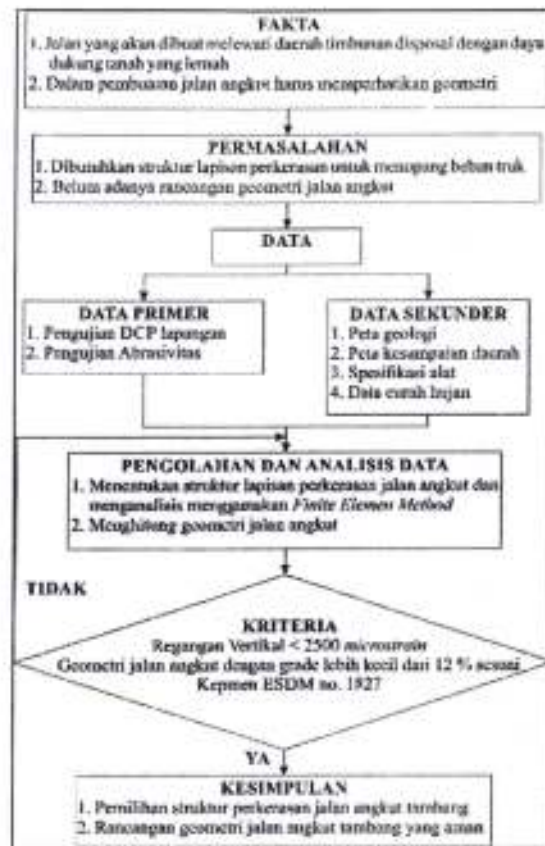 FAKTA
1. Jalan yang akan dibuat melewati daerah timbunan disposal dengan daya
dukung tanah yang lemah
2. Dalam pembuatan jalan angkut harus memperhatikan geometri
PERMASALAHAN
1. Dibutuhkan struktur lapisan perkerasan untuk menopang beban truk
2. Belum adanya rancangan geometri jalan angkut
DATA
DATA PRIMER
1. Pengujian DCP lapangan
2. Pengujian Abrasivitas
DATA SEKUNDER
1. Peta geologi
2. Peta kesampaian daerah
3. Spesifikasi alat
4. Data curah hujan
PENGOLAHAN DAN ANALISIS DATA
1. Menentukan struktur lapisan perkerasan jalan angkut dan
menganalisis menggunakan Finite Elemen Method
2. Menghitung geometri jalan angkut
TIDAK
KRITERIA
Regangan Vertikal < 2500 microstrain
Geometri jalan angkut dengan grade lebih kecil dari 12 % sesuai
Kepmen ESDM no. 1827
YA
KESIMPULAN
1. Pemilihan struktur perkerasan jalan angkut tambang
2. Rancangan geometri jalan angkut tambang yang aman